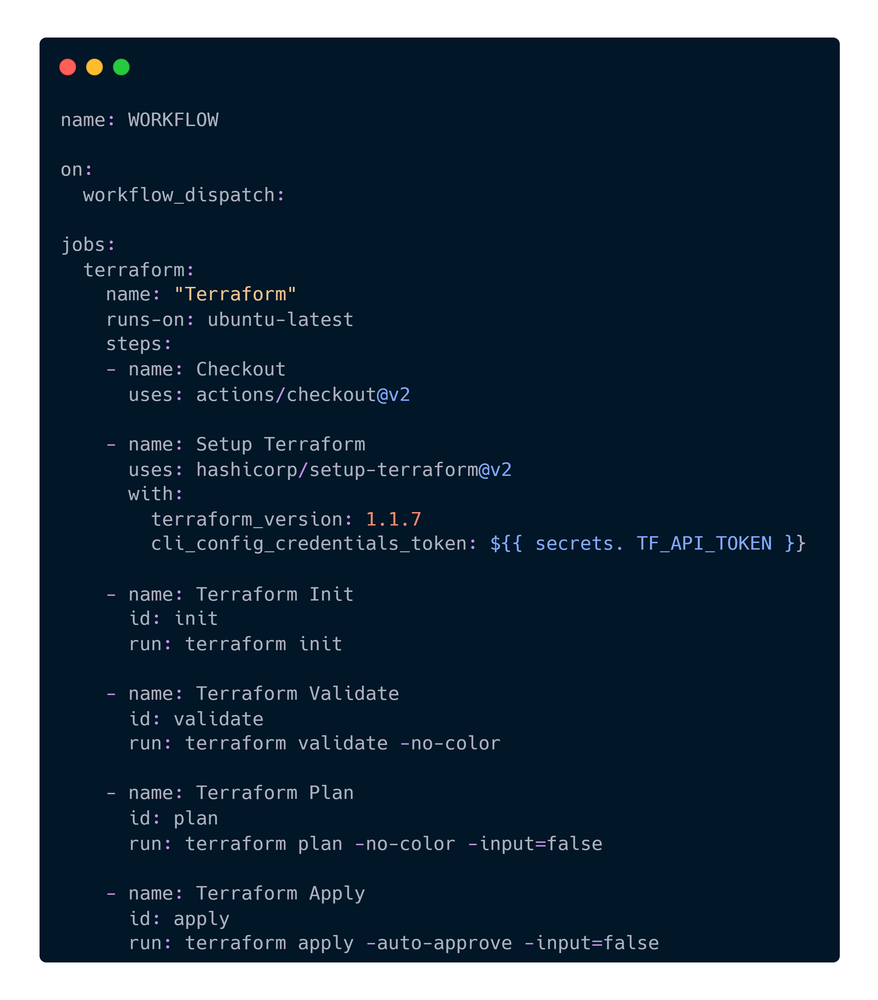 name: WORKFLOW

on:
  workflow_dispatch:

jobs:
  terraform:
    name: "Terraform"
    runs-on: ubuntu-latest
    steps:
    - name: Checkout
      uses: actions/checkout@v2

    - name: Setup Terraform
      uses: hashicorp/setup-terraform@v2
      with:
        terraform_version: 1.1.7
        cli_config_credentials_token: ${{ secrets. TF_API_TOKEN }}

    - name: Terraform Init
      id: init
      run: terraform init

    - name: Terraform Validate
      id: validate
      run: terraform validate -no-color

    - name: Terraform Plan
      id: plan
      run: terraform plan -no-color -input=false

    - name: Terraform Apply
      id: apply
      run: terraform apply -auto-approve -input=false